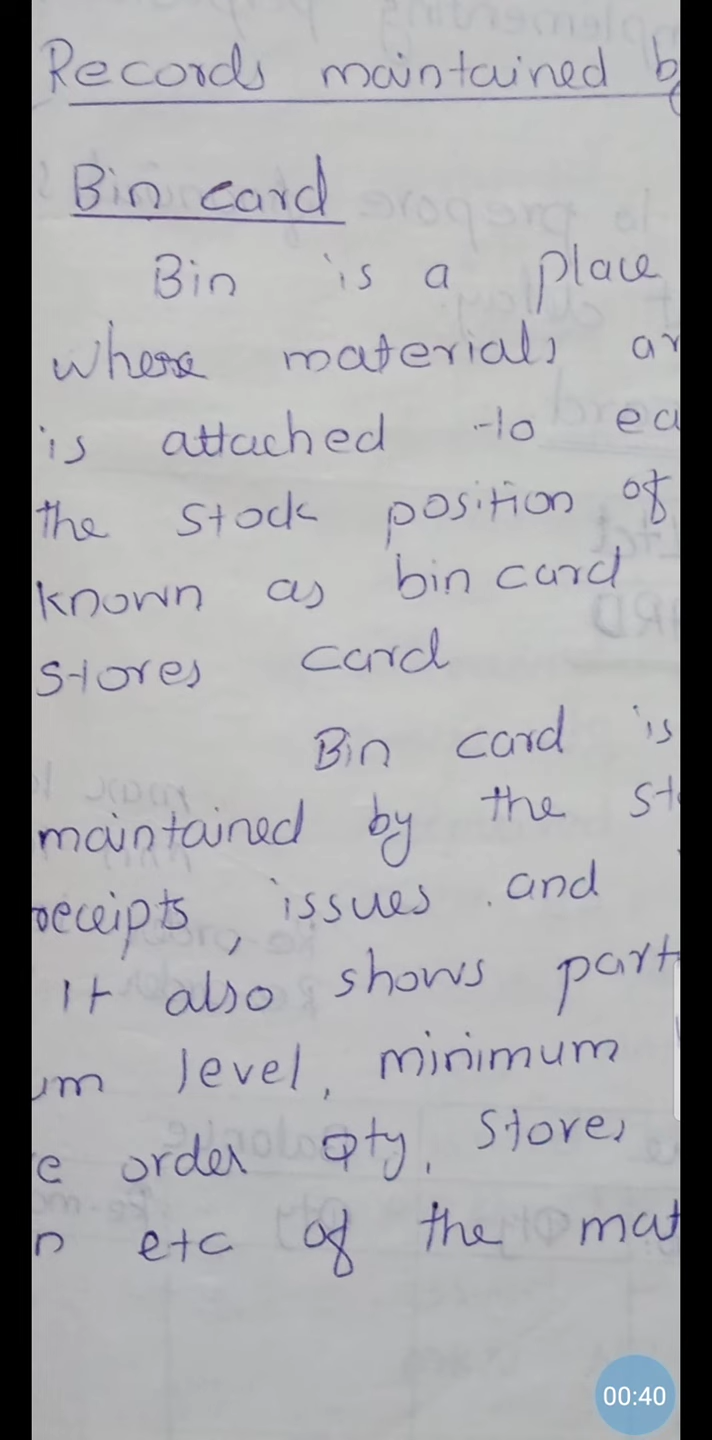 Records maintained b
Bin card
Bin is a place
where materials ar
is attached to ea
the stock position of
known as bin card
stores card
Bin card is
maintained by the sto
receipts, issues and
It also shows part
um level, minimum
e order Qty, stores
n etc of the mat
00:40